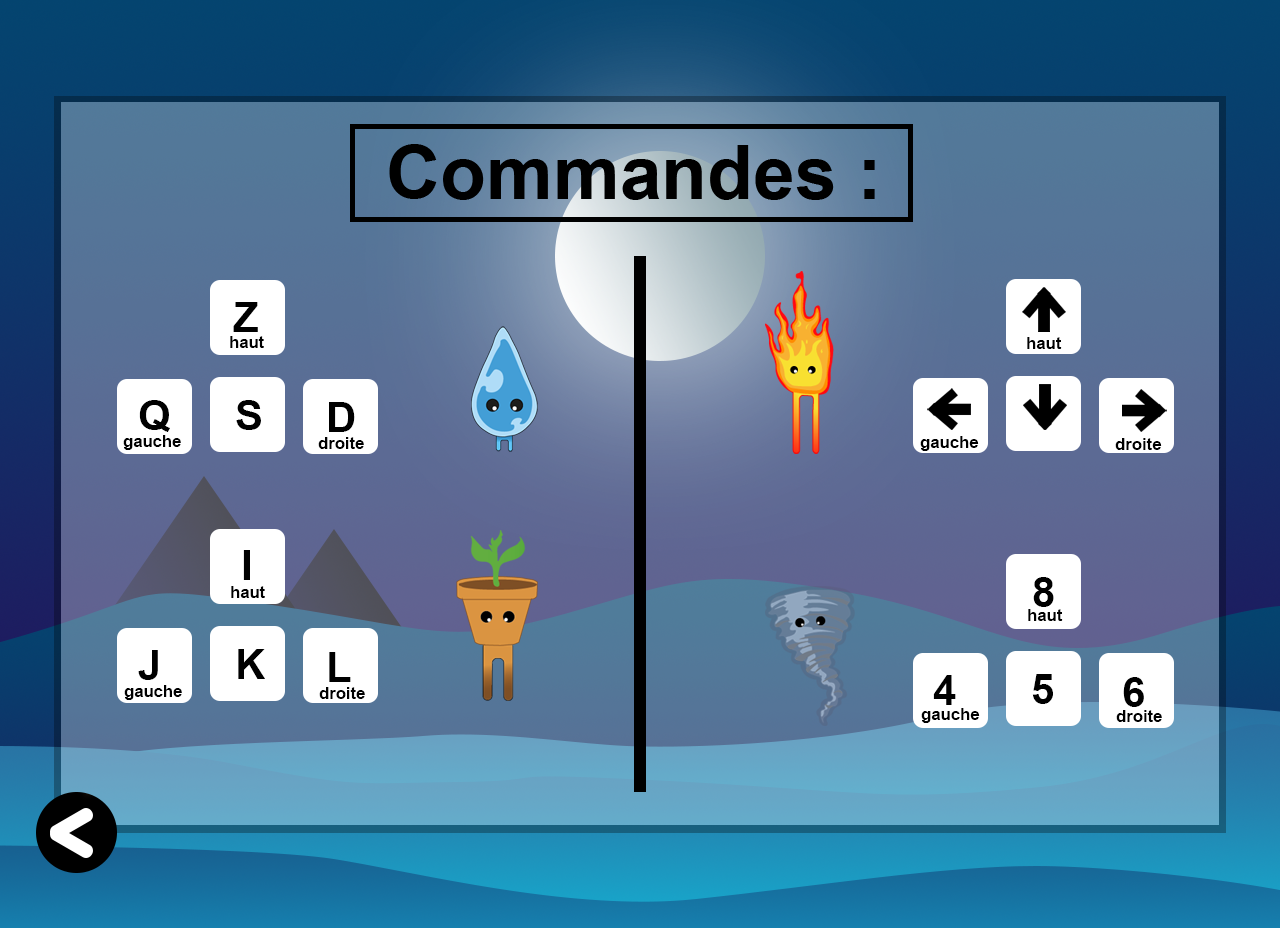 Commandes :
Z
haut
Q
gauche
S
D
droite
haut
gauche
droite
I
haut
J
gauche
K
L
droite
8
haut
4
gauche
5
6
droite